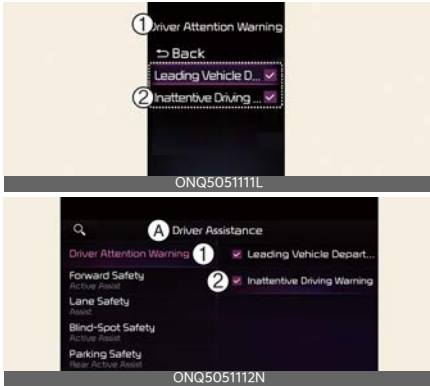 1 Driver Attention Warning
Back
Leading Vehicle D...
2 Inattentive Driving ...
ONQ5051111L
A Driver Assistance
Driver Attention Warning 1
Leading Vehicle Depart...
2 Inattentive Driving Warning
Forward Safety
Active Assist
Lane Safety
Assist
Blind-Spot Safety
Active Assist
Parking Safety
Rear Active Assist
ONQ5051112N